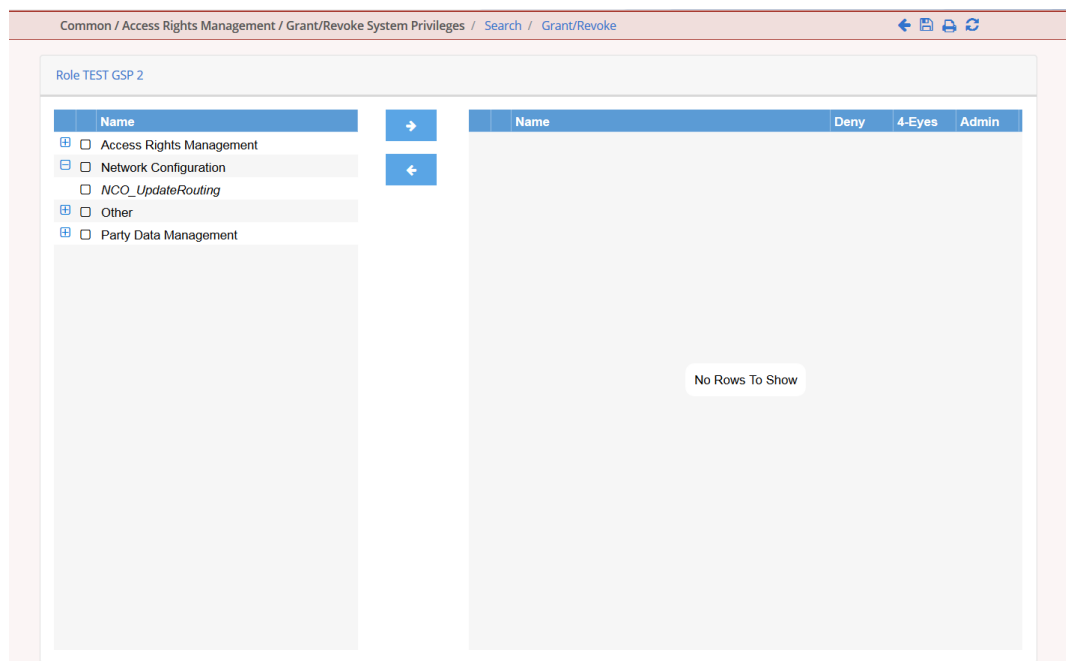 Common / Access Rights Management / Grant/Revoke System Privileges / Search / Grant/Revoke
Role TEST GSP 2
Name
Name Deny 4-Eyes Admin
Access Rights Management
Network Configuration
NCO_UpdateRouting
Other
Party Data Management
No Rows To Show